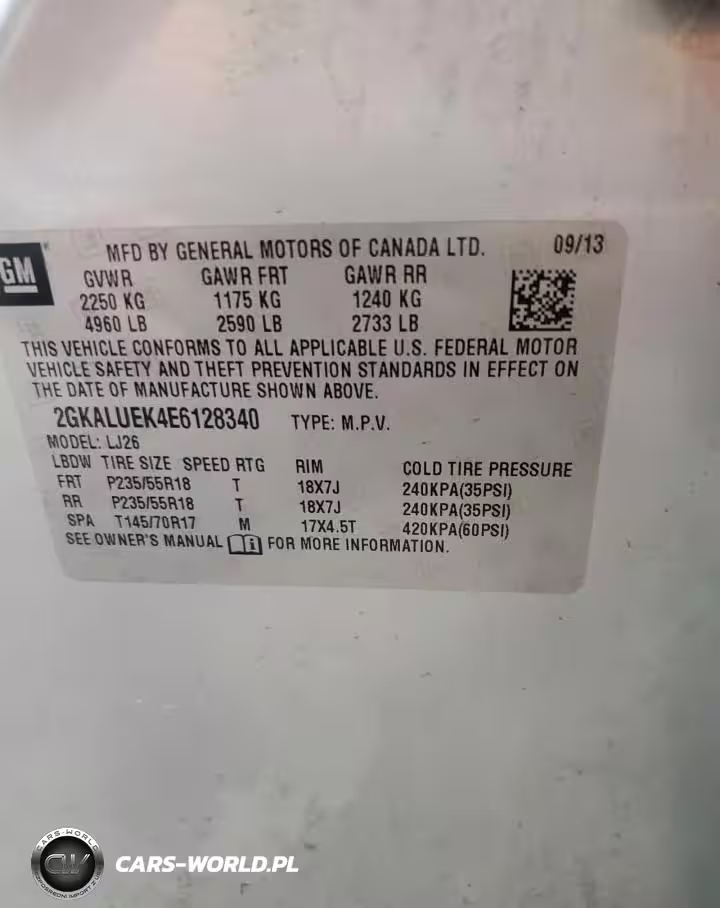 GM
MFD BY GENERAL MOTORS OF CANADA LTD. 09/13
GVWR GAWR FRT GAWR RR
2250 KG 1175 KG 1240 KG
4960 LB 2590 LB 2733 LB
THIS VEHICLE CONFORMS TO ALL APPLICABLE U.S. FEDERAL MOTOR
VEHICLE SAFETY AND THEFT PREVENTION STANDARDS IN EFFECT ON
THE DATE OF MANUFACTURE SHOWN ABOVE.
2GKALUEK4E6128340 TYPE: M.P.V.
MODEL: LJ26
LBDW TIRE SIZE SPEED RTG RIM COLD TIRE PRESSURE
FRT P235/55R18 T 18X7J 240KPA(35PSI)
RR P235/55R18 T 18X7J 240KPA(35PSI)
SPA T145/70R17 M 17X4.5T 420KPA(60PSI)
SEE OWNER'S MANUAL FOR MORE INFORMATION.
CARS-WORLD
CW
CARS-WORLD.PL